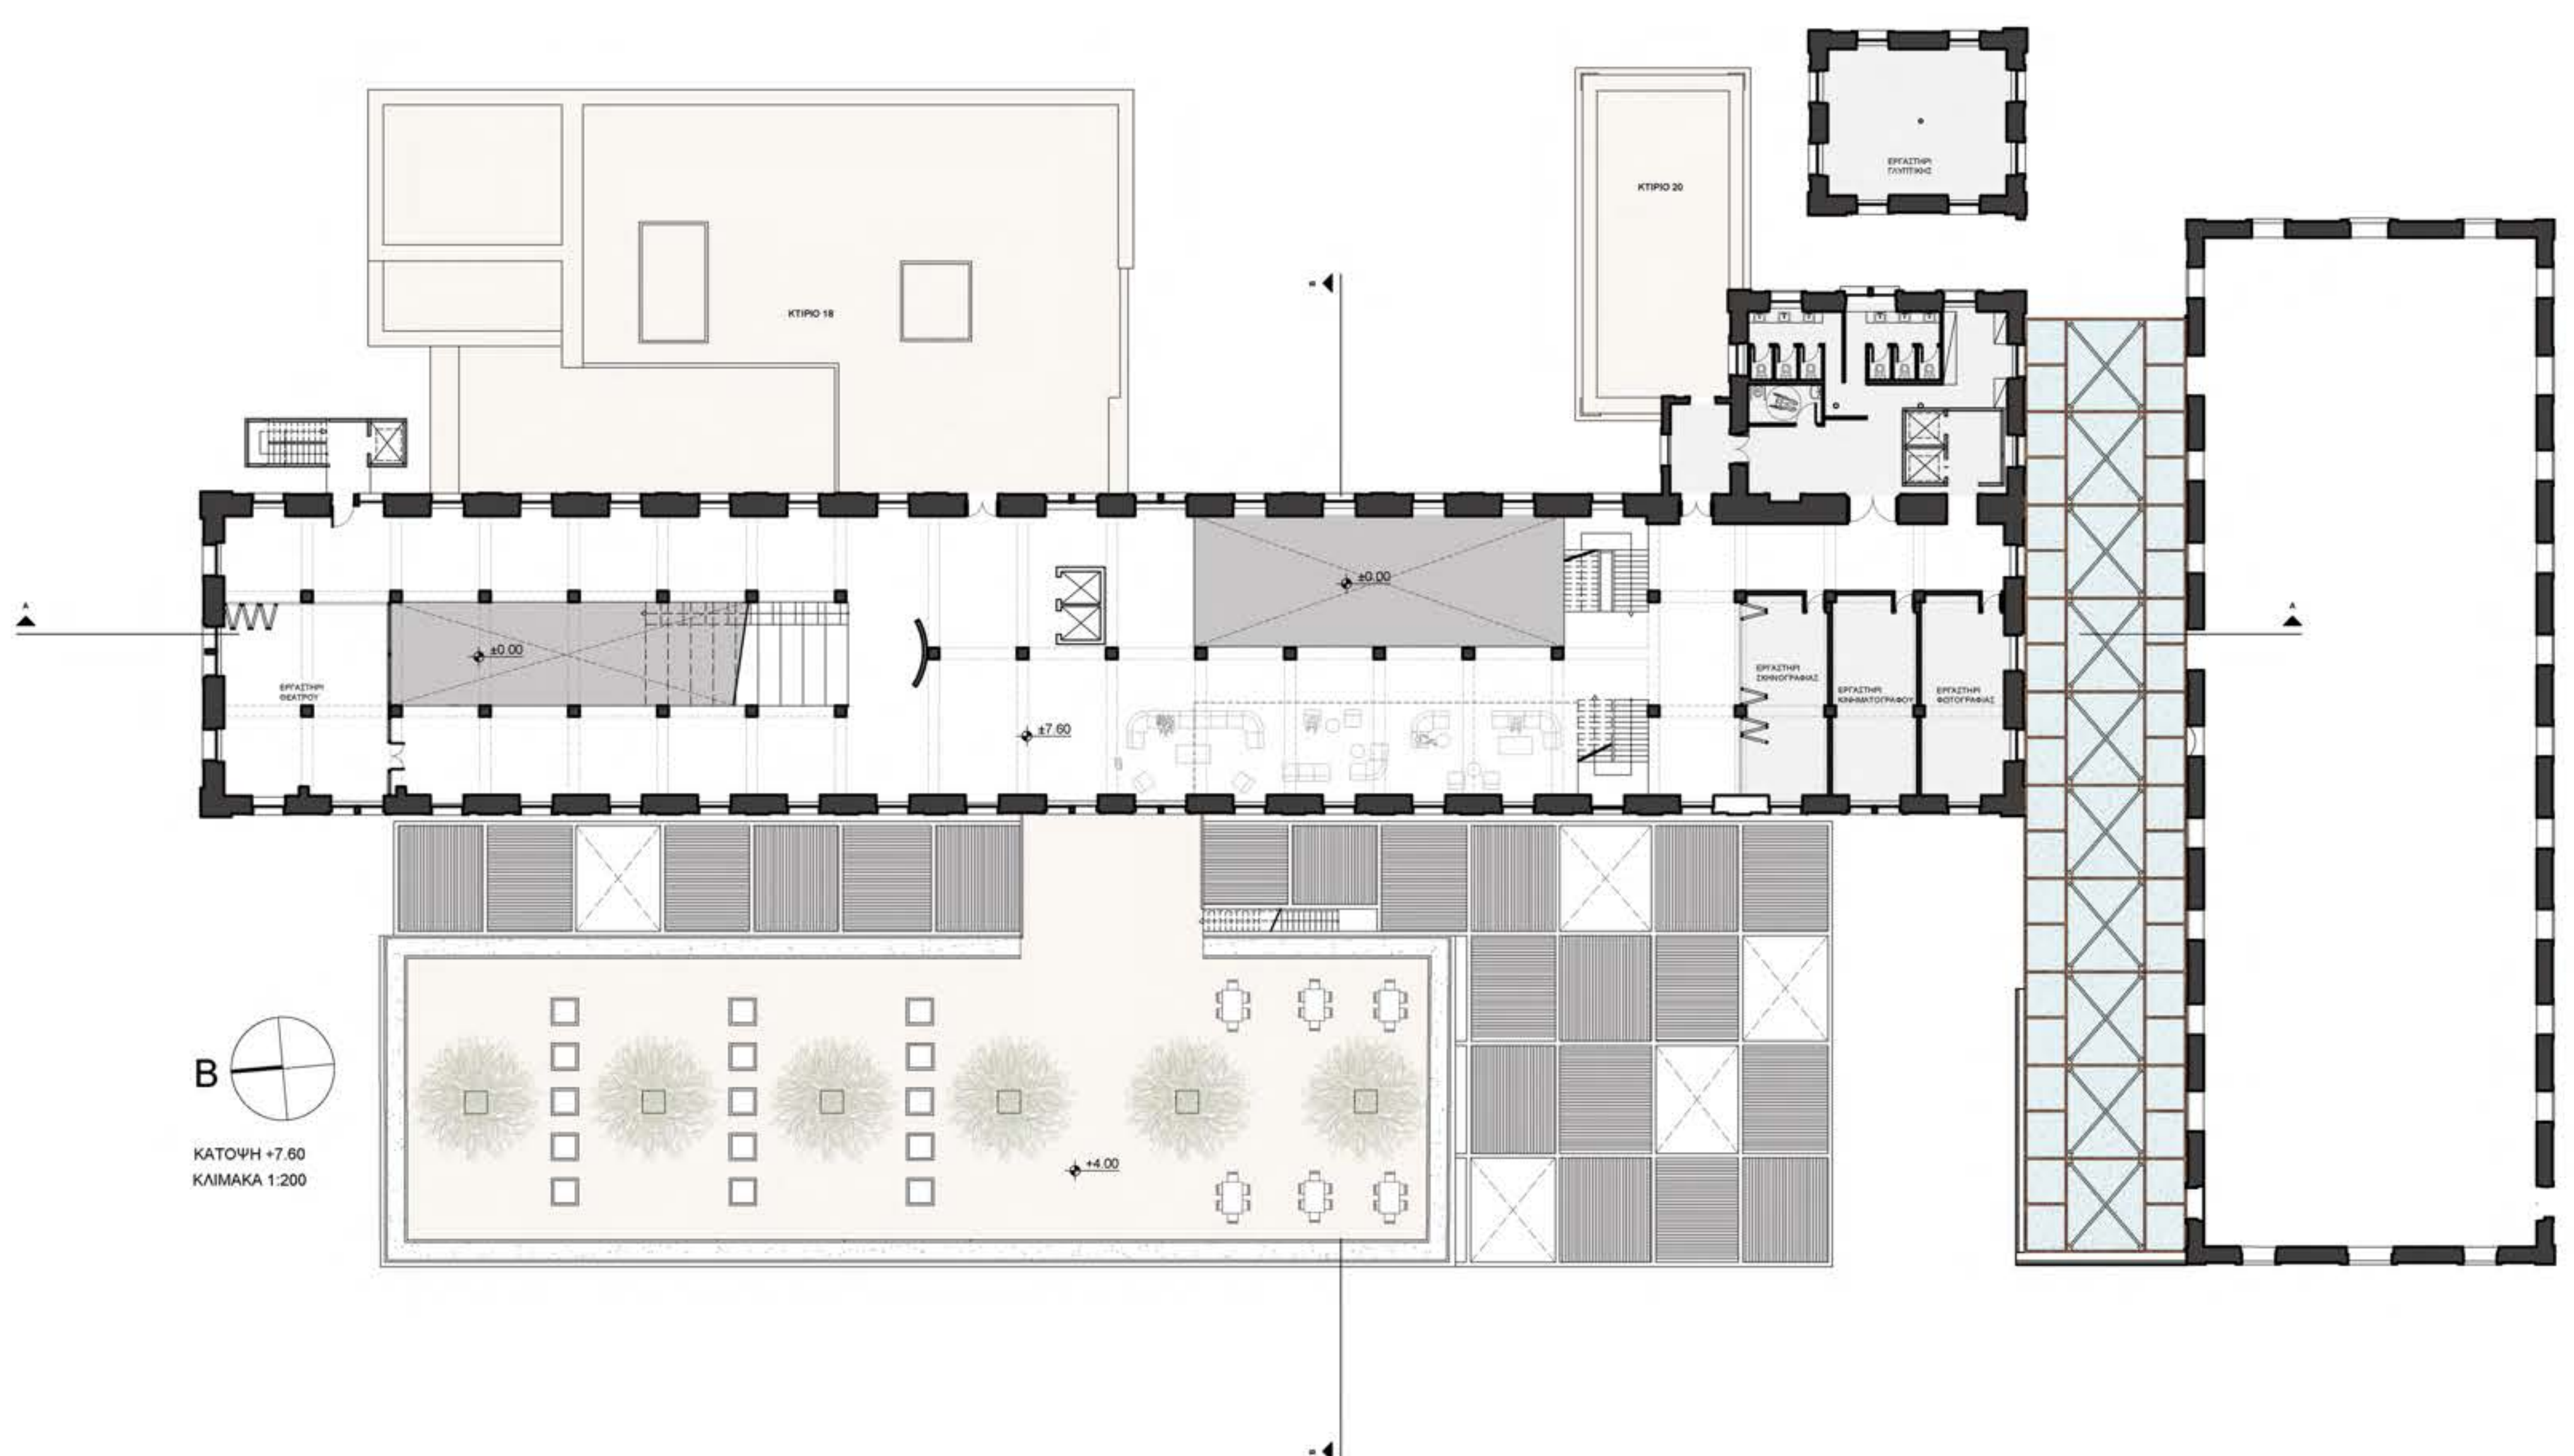 ΚΤΙΡΙΟ 20
ΕΡΓΑΣΤΗΡΙ
ΓΛΥΠΤΙΚΗΣ
B
ΚΤΙΡΙΟ 18
A
±0.00
A
±0.00
ΕΡΓΑΣΤΗΡΙ
ΘΕΑΤΡΟΥ
ΕΡΓΑΣΤΗΡΙ
ΣΚΗΝΟΓΡΑΦΙΑΣ
ΕΡΓΑΣΤΗΡΙ
ΚΙΝΗΜΑΤΟΓΡΑΦΟΥ
ΕΡΓΑΣΤΗΡΙ
ΦΩΤΟΓΡΑΦΙΑΣ
±7.60
Β
ΚΑΤΟΨΗ +7.60
ΚΛΙΜΑΚΑ 1:200
+4.00
B